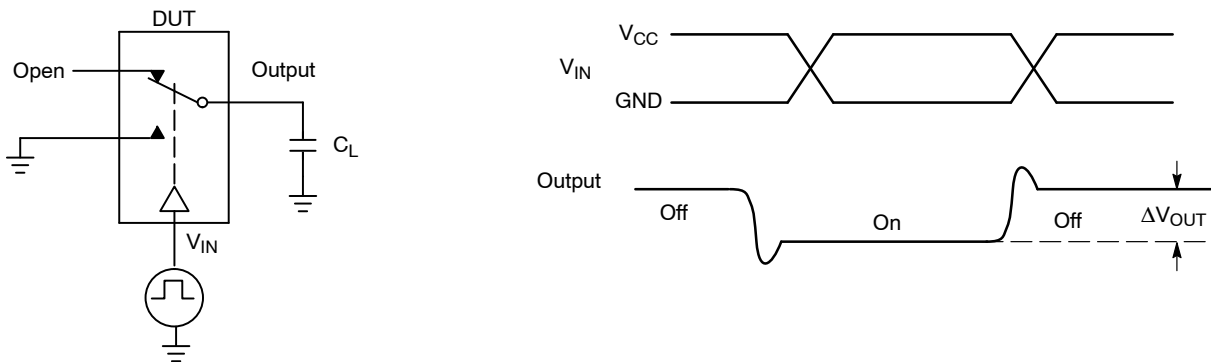 DUT
Open
Output
C_L
V_IN
V_CC
V_IN
GND
Output
Off
On
Off
ΔV_OUT